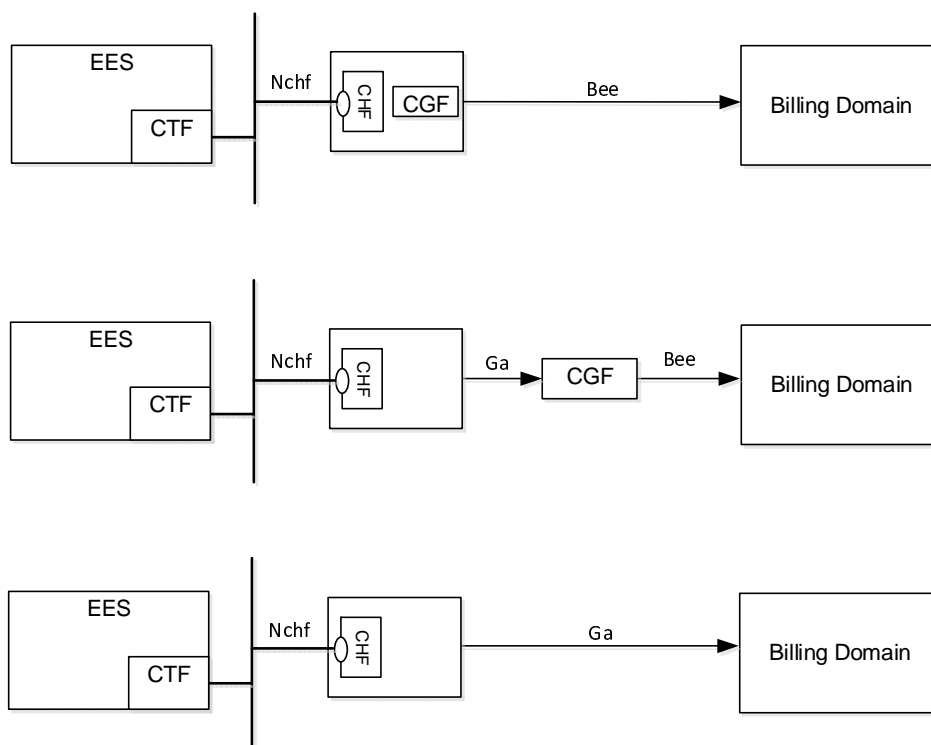 EES
CTF
Nchf
CHF
CGF
Bee
Billing Domain
EES
CTF
Nchf
CHF
Ga
CGF
Bee
Billing Domain
EES
CTF
Nchf
CHF
Ga
Billing Domain